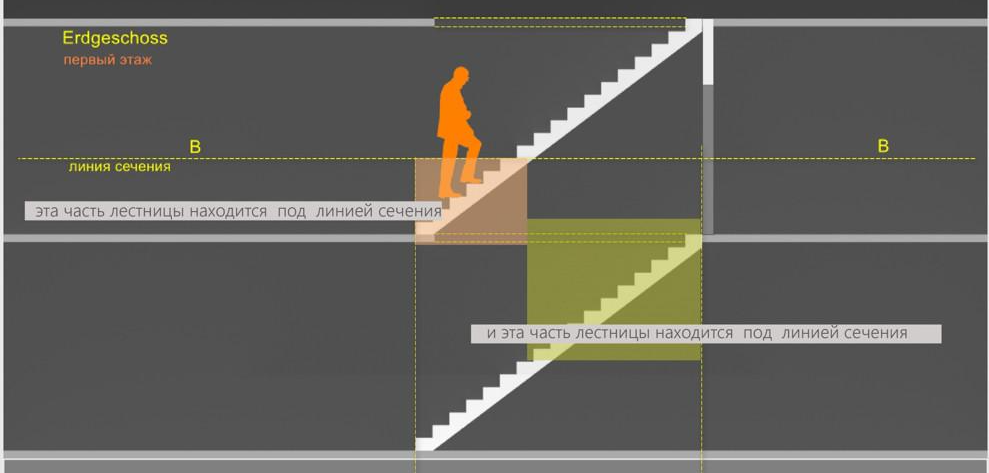 Erdgeschoss
первый этаж
B
B
линия сечения
эта часть лестницы находится под линией сечения
и эта часть лестницы находится под линией сечения